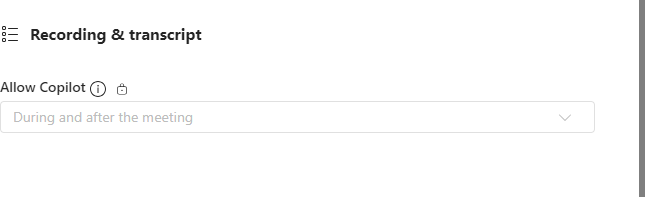 Recording & transcript
Allow Copilot
During and after the meeting